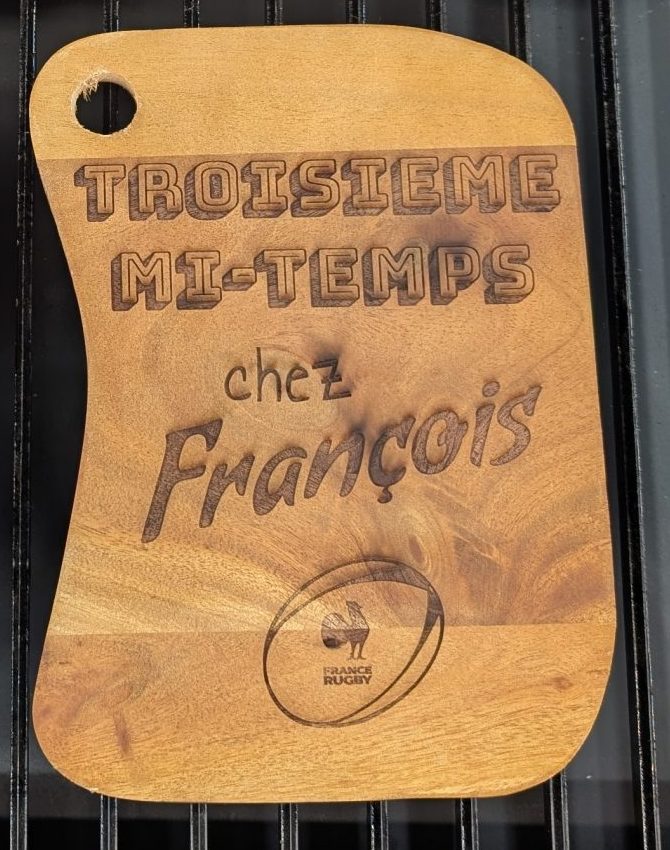 TROISIEME
MI-TEMPS
chez
François
FRANCE
RUGBY